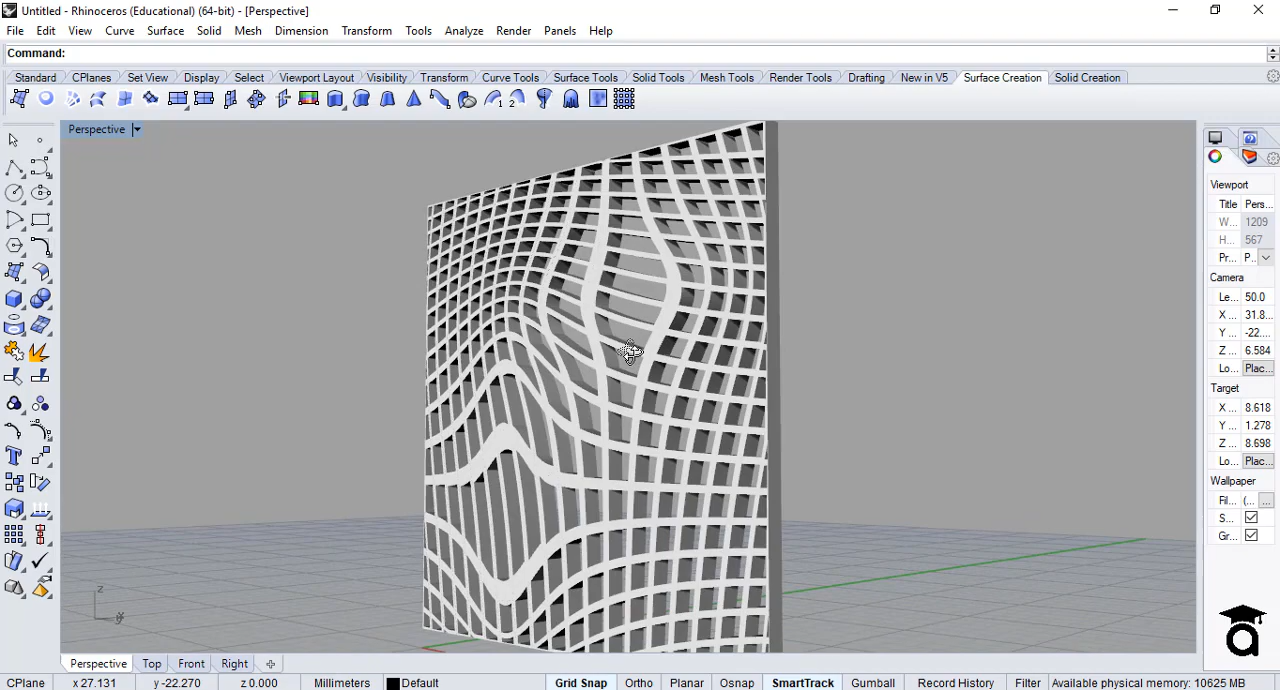 Untitled - Rhinoceros (Educational) (64-bit) - [Perspective]
File Edit View Curve Surface Solid Mesh Dimension Transform Tools Analyze Render Panels Help
Command:
Standard CPlanes Set View Display Select Viewport Layout Visibility Transform Curve Tools Surface Tools Solid Tools Mesh Tools Render Tools Drafting New in V5 Surface Creation Solid Creation
1 2
Perspective
Viewport
Title Pers...
W... 1209
H... 567
Pr... P..
Camera
Le... 50.0
X ... 31.8...
Y ... -22....
Z ... 6.584
Lo... Plac...
Target
X ... 8.618
Y ... 1.278
Z ... 8.698
Lo... Plac...
Wallpaper
Fil... (... ...
S...
Gr...
z
y
a
Perspective Top Front Right
CPlane x 27.131 y -22.270 z 0.000 Millimeters Default Grid Snap Ortho Planar Osnap SmartTrack Gumball Record History Filter Available physical memory: 10625 MB